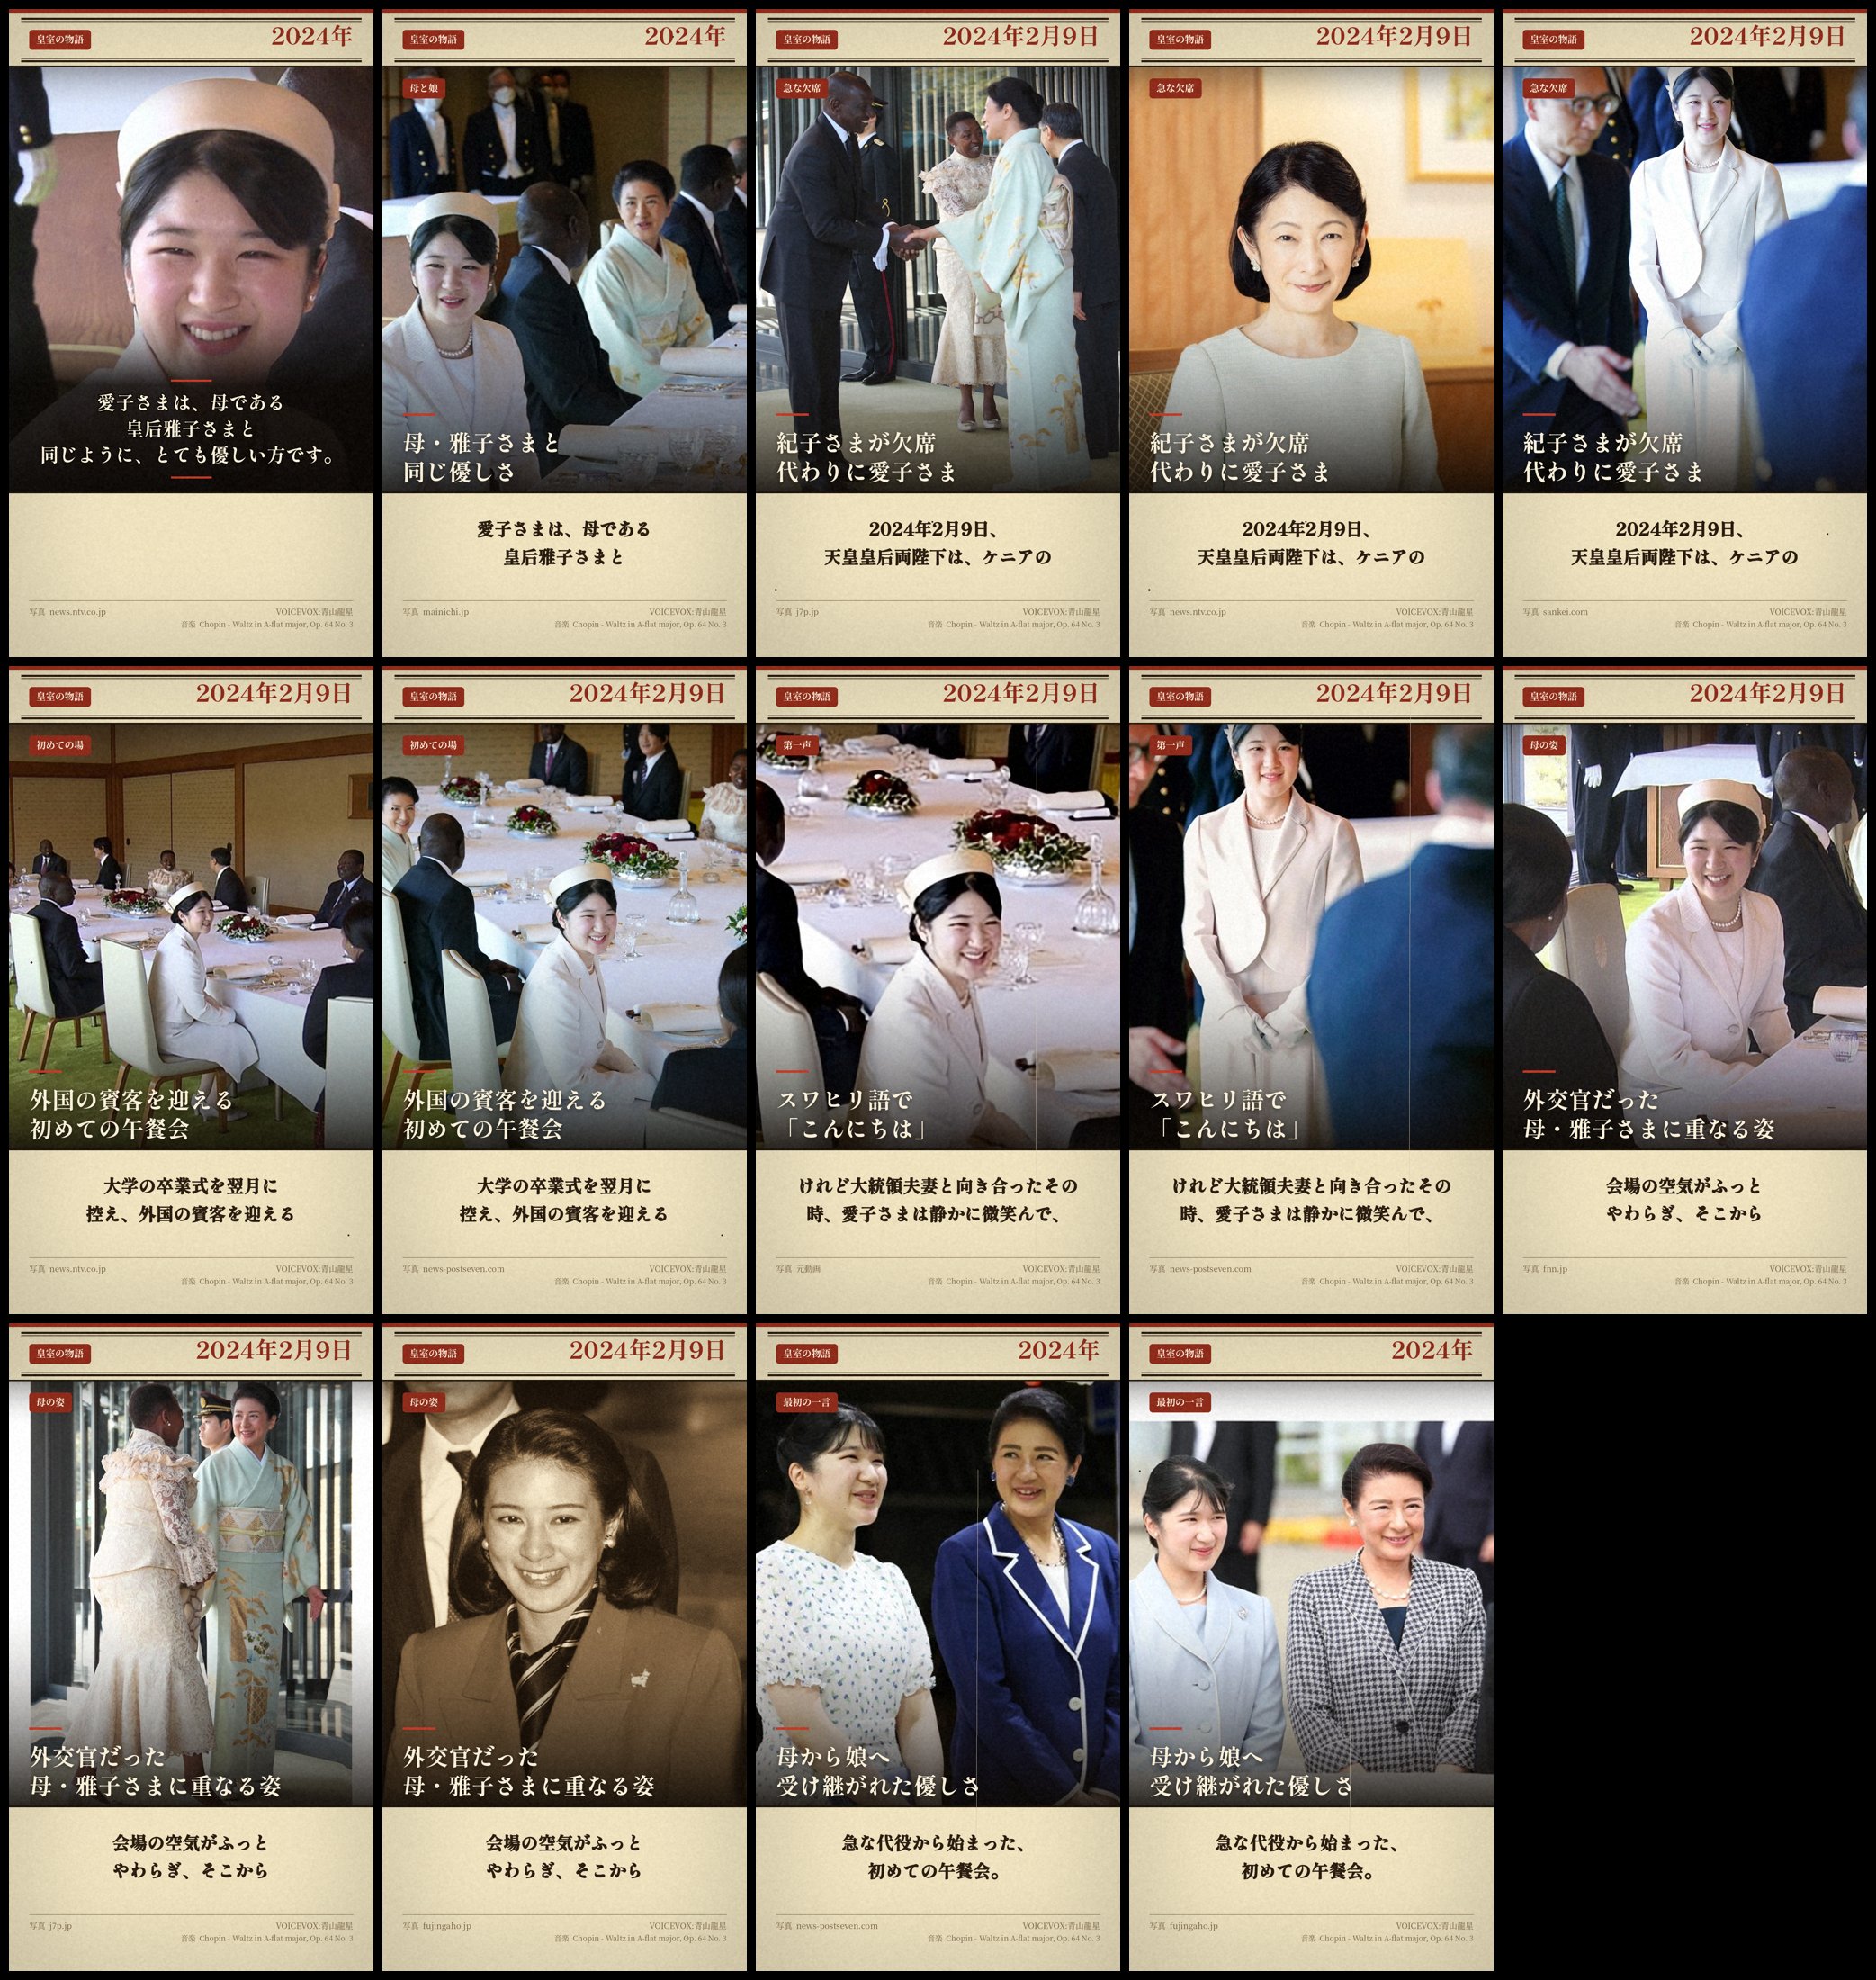 皇室の物語
2024年
愛子さまは、母である
皇后雅子さまと
同じように、とても優しい方です。
写真 news.ntv.co.jp
VOICEVOX:青山龍星
音楽 Chopin - Waltz in A-flat major, Op. 64 No. 3
皇室の物語
2024年
母と娘
母・雅子さまと
同じ優しさ
愛子さまは、母である
皇后雅子さまと
写真 mainichi.jp
VOICEVOX:青山龍星
音楽 Chopin - Waltz in A-flat major, Op. 64 No. 3
皇室の物語
2024年2月9日
急な欠席
紀子さまが欠席
代わりに愛子さま
2024年2月9日、
天皇皇后両陛下は、ケニアの
写真 j7p.jp
VOICEVOX:青山龍星
音楽 Chopin - Waltz in A-flat major, Op. 64 No. 3
皇室の物語
2024年2月9日
急な欠席
紀子さまが欠席
代わりに愛子さま
2024年2月9日、
天皇皇后両陛下は、ケニアの
写真 news.ntv.co.jp
VOICEVOX:青山龍星
音楽 Chopin - Waltz in A-flat major, Op. 64 No. 3
皇室の物語
2024年2月9日
急な欠席
紀子さまが欠席
代わりに愛子さま
2024年2月9日、
天皇皇后両陛下は、ケニアの
写真 sankei.com
VOICEVOX:青山龍星
音楽 Chopin - Waltz in A-flat major, Op. 64 No. 3
皇室の物語
2024年2月9日
初めての場
外国の賓客を迎える
初めての午餐会
大学の卒業式を翌月に
控え、外国の賓客を迎える
写真 news.ntv.co.jp
VOICEVOX:青山龍星
音楽 Chopin - Waltz in A-flat major, Op. 64 No. 3
皇室の物語
2024年2月9日
初めての場
外国の賓客を迎える
初めての午餐会
大学の卒業式を翌月に
控え、外国の賓客を迎える
写真 news-postseven.com
VOICEVOX:青山龍星
音楽 Chopin - Waltz in A-flat major, Op. 64 No. 3
皇室の物語
2024年2月9日
第一声
スワヒリ語で
「こんにちは」
けれど大統領夫妻と向き合ったその
時、愛子さまは静かに微笑んで、
写真 元動画
VOICEVOX:青山龍星
音楽 Chopin - Waltz in A-flat major, Op. 64 No. 3
皇室の物語
2024年2月9日
第一声
スワヒリ語で
「こんにちは」
けれど大統領夫妻と向き合ったその
時、愛子さまは静かに微笑んで、
写真 news-postseven.com
VOICEVOX:青山龍星
音楽 Chopin - Waltz in A-flat major, Op. 64 No. 3
皇室の物語
2024年2月9日
母の姿
外交官だった
母・雅子さまに重なる姿
会場の空気がふっと
やわらぎ、そこから
写真 fnn.jp
VOICEVOX:青山龍星
音楽 Chopin - Waltz in A-flat major, Op. 64 No. 3
皇室の物語
2024年2月9日
母の姿
外交官だった
母・雅子さまに重なる姿
会場の空気がふっと
やわらぎ、そこから
写真 j7p.jp
VOICEVOX:青山龍星
音楽 Chopin - Waltz in A-flat major, Op. 64 No. 3
皇室の物語
2024年2月9日
母の姿
外交官だった
母・雅子さまに重なる姿
会場の空気がふっと
やわらぎ、そこから
写真 fujingaho.jp
VOICEVOX:青山龍星
音楽 Chopin - Waltz in A-flat major, Op. 64 No. 3
皇室の物語
2024年
最初の一言
母から娘へ
受け継がれた優しさ
急な代役から始まった、
初めての午餐会。
写真 news-postseven.com
VOICEVOX:青山龍星
音楽 Chopin - Waltz in A-flat major, Op. 64 No. 3
皇室の物語
2024年
最初の一言
母から娘へ
受け継がれた優しさ
急な代役から始まった、
初めての午餐会。
写真 fujingaho.jp
VOICEVOX:青山龍星
音楽 Chopin - Waltz in A-flat major, Op. 64 No. 3